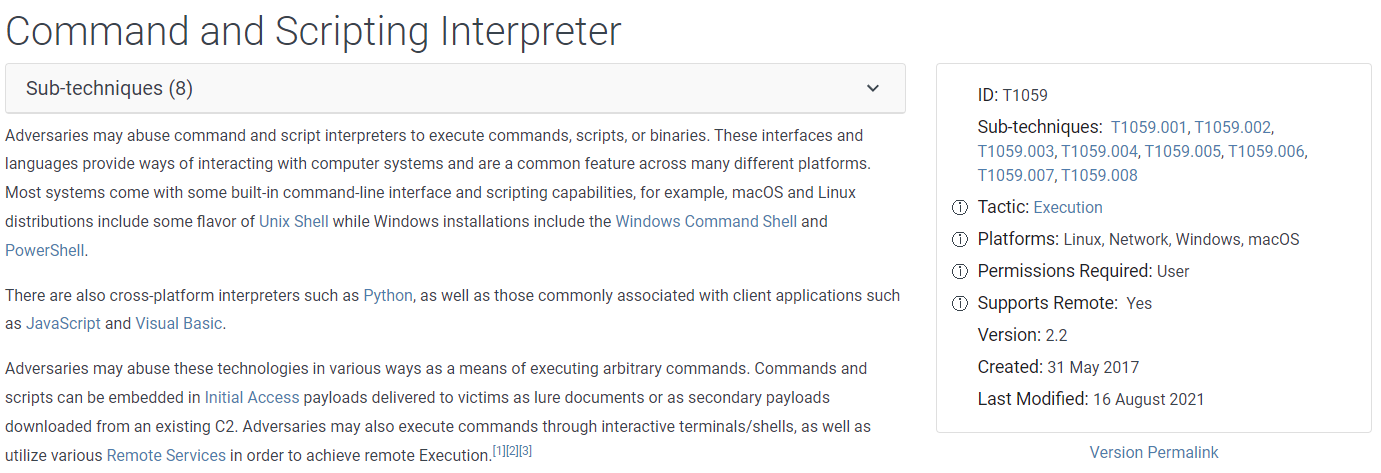 Command and Scripting Interpreter
Sub-techniques (8)
Adversaries may abuse command and script interpreters to execute commands, scripts, or binaries. These interfaces and
languages provide ways of interacting with computer systems and are a common feature across many different platforms.
Most systems come with some built-in command-line interface and scripting capabilities, for example, macOS and Linux
distributions include some flavor of Unix Shell while Windows installations include the Windows Command Shell and
PowerShell.
There are also cross-platform interpreters such as Python, as well as those commonly associated with client applications such
as JavaScript and Visual Basic.
Adversaries may abuse these technologies in various ways as a means of executing arbitrary commands. Commands and
scripts can be embedded in Initial Access payloads delivered to victims as lure documents or as secondary payloads
downloaded from an existing C2. Adversaries may also execute commands through interactive terminals/shells, as well as
utilize various Remote Services in order to achieve remote Execution.[1][2][3]
ID: T1059
Sub-techniques: T1059.001, T1059.002,
T1059.003, T1059.004, T1059.005, T1059.006,
T1059.007, T1059.008
Tactic: Execution
Platforms: Linux, Network, Windows, macOS
Permissions Required: User
Supports Remote: Yes
Version: 2.2
Created: 31 May 2017
Last Modified: 16 August 2021
Version Permalink